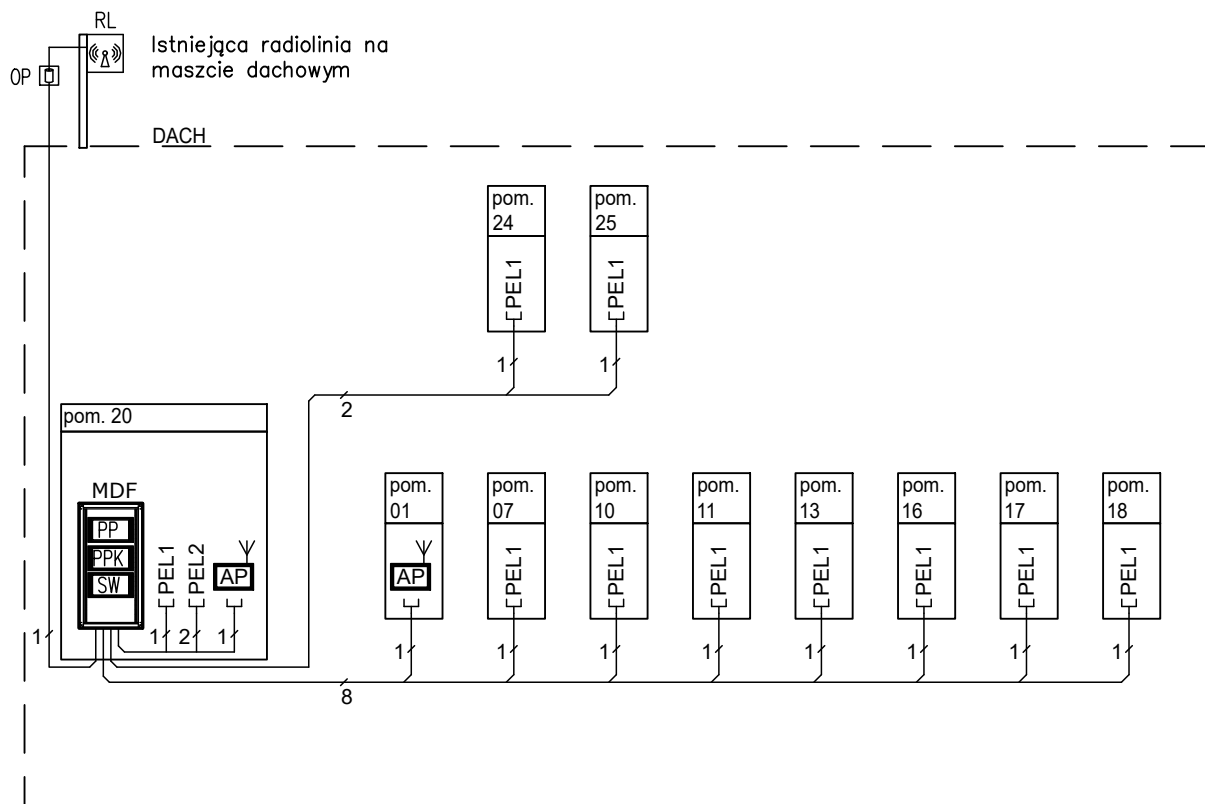 RL
Istniejąca radiolinia na
maszcie dachowym
OP
DACH
pom.
24
PEL1
1
pom.
25
PEL1
1
2
pom. 20
MDF
PP
PPK
SW
PEL1
PEL2
AP
1
1
2
1
pom.
01
AP
1
pom.
07
PEL1
1
pom.
10
PEL1
1
pom.
11
PEL1
1
pom.
13
PEL1
1
pom.
16
PEL1
1
pom.
17
PEL1
1
pom.
18
PEL1
1
8